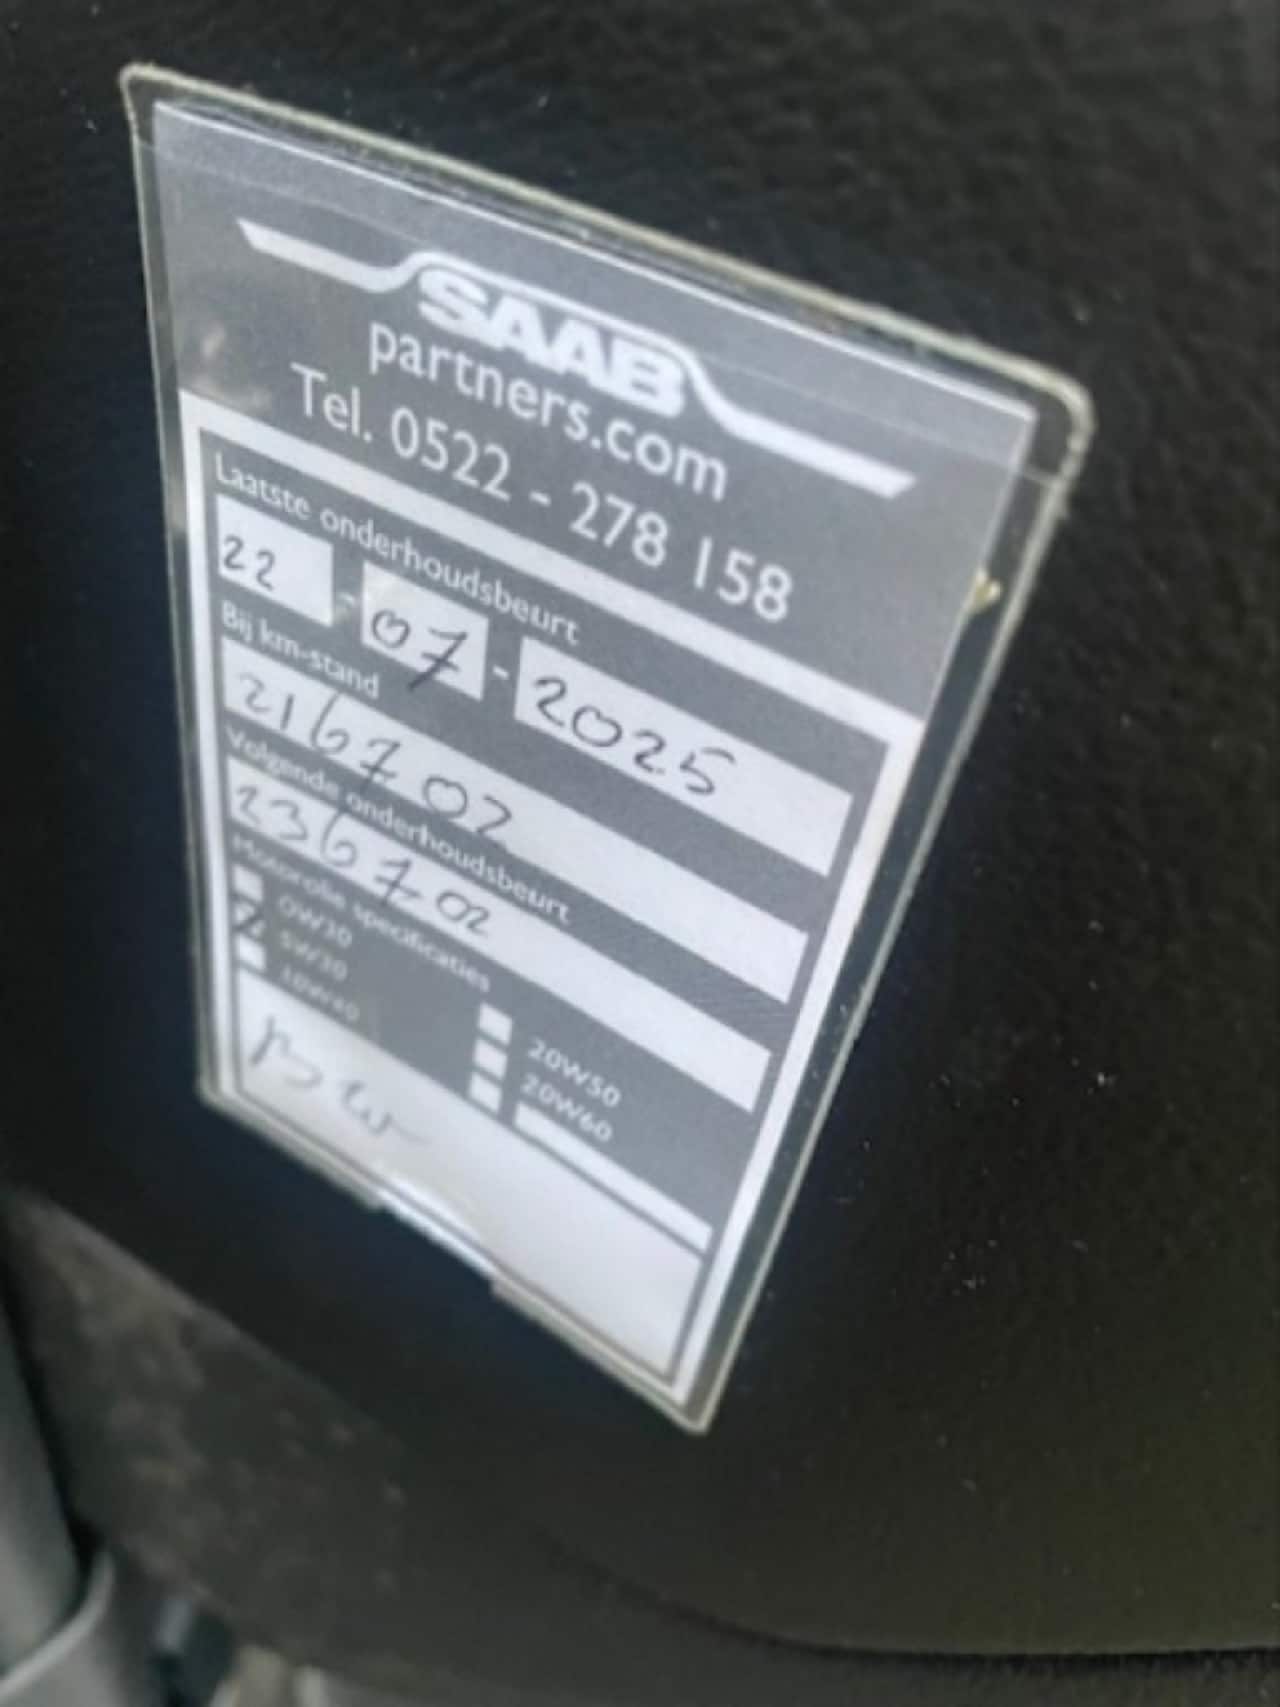 SAAB
partners.com
Tel. 0522 - 278 158
Laatste onderhoudsbeurt
22 - 07 - 2025
Bij km-stand
216702
Volgende onderhoudsbeurt
236702
Motorolie specificaties
0W30
5W30
10W40
20W50
20W60